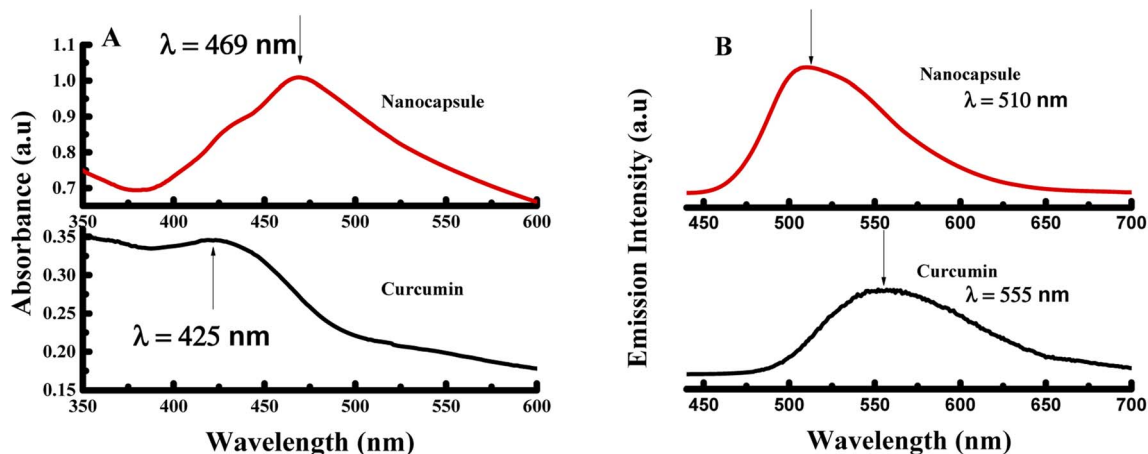 A
λ = 469 nm
Nanocapsule
1.1
1.0
0.9
0.8
0.7
350 400 450 500 550 600
Absorbance (a.u)
0.35
0.30
0.25
0.20
0.15
Curcumin
λ = 425 nm
350 400 450 500 550 600
Wavelength (nm)
B
Nanocapsule
λ = 510 nm
450 500 550 600 650 700
Emission Intensity (a.u)
Curcumin
λ = 555 nm
450 500 550 600 650 700
Wavelength (nm)